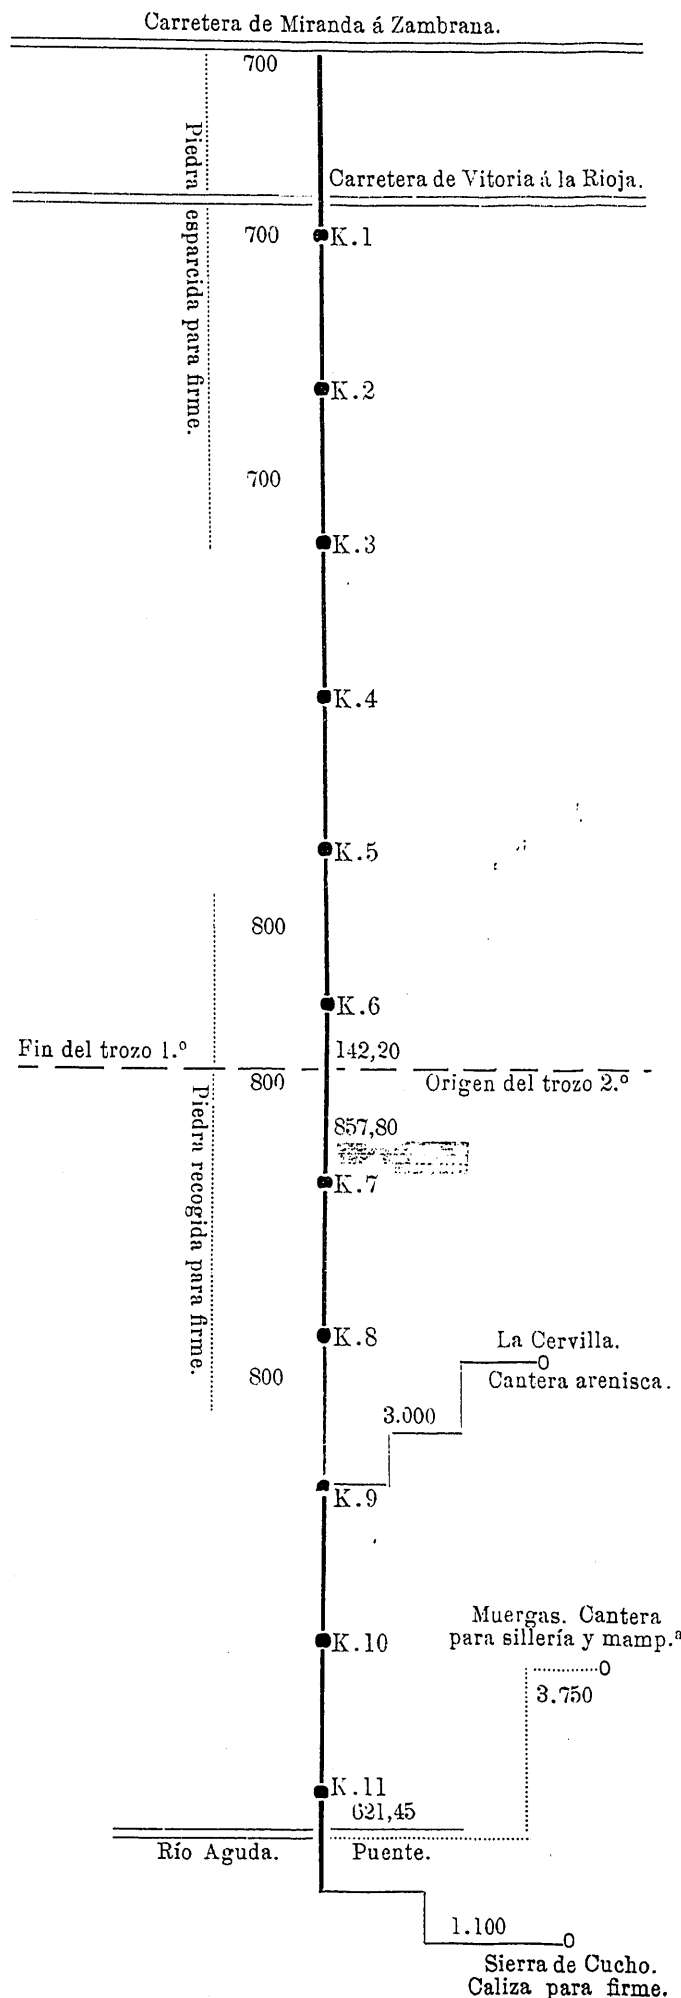 Carretera de Miranda á Zambrana.
700
Piedra esparcida para firme.
Carretera de Vitoria á la Rioja.
700
K.1
K.2
700
K.3
K.4
K.5
800
K.6
Fin del trozo 1.º
142,20
800
Origen del trozo 2.º
Piedra recogida para firme.
857,80
K.7
K.8
La Cervilla.
800
Cantera arenisca.
3.000
K.9
Muergas. Cantera
K.10
para sillería y mamp.ª
3.750
K.11
621,45
Río Aguda.
Puente.
1.100
Sierra de Cucho.
Caliza para firme.